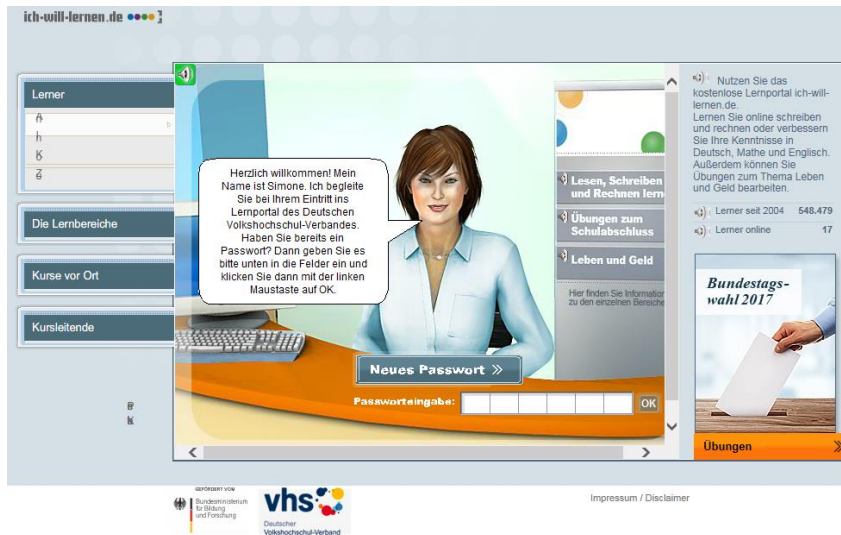 ich-will-lernen.de
Lerner
Die Lernbereiche
Kurse vor Ort
Kursleitende
Herzlich willkommen! Mein
Name ist Simone. Ich begleite
Sie bei Ihrem Eintritt ins
Lernportal des Deutschen
Volkshochschul-Verbandes.
Haben Sie bereits ein
Passwort? Dann geben Sie es
bitte unten in die Felder ein und
klicken Sie dann mit der linken
Maustaste auf OK.
Lesen, Schreiben
und Rechnen lern
Übungen zum
Schulabschluss
Leben und Geld
Hier finden Sie Information
zu den einzelnen Bereiche
Neues Passwort »
Passworteingabe:
OK
Nutzen Sie das
kostenlose Lernportal ich-will-
lernen.de.
Lernen Sie online schreiben
und rechnen oder verbessern
Sie Ihre Kenntnisse in
Deutsch, Mathe und Englisch.
Außerdem können Sie
Übungen zum Thema Leben
und Geld bearbeiten.
Lerner seit 2004 548.479
Lerner online 17
Bundestags-
wahl 2017
Übungen
GEFÖRDERT VOM
Bundesministerium
für Bildung
und Forschung
vhs
Deutscher
Volkshochschul-Verband
Impressum / Disclaimer